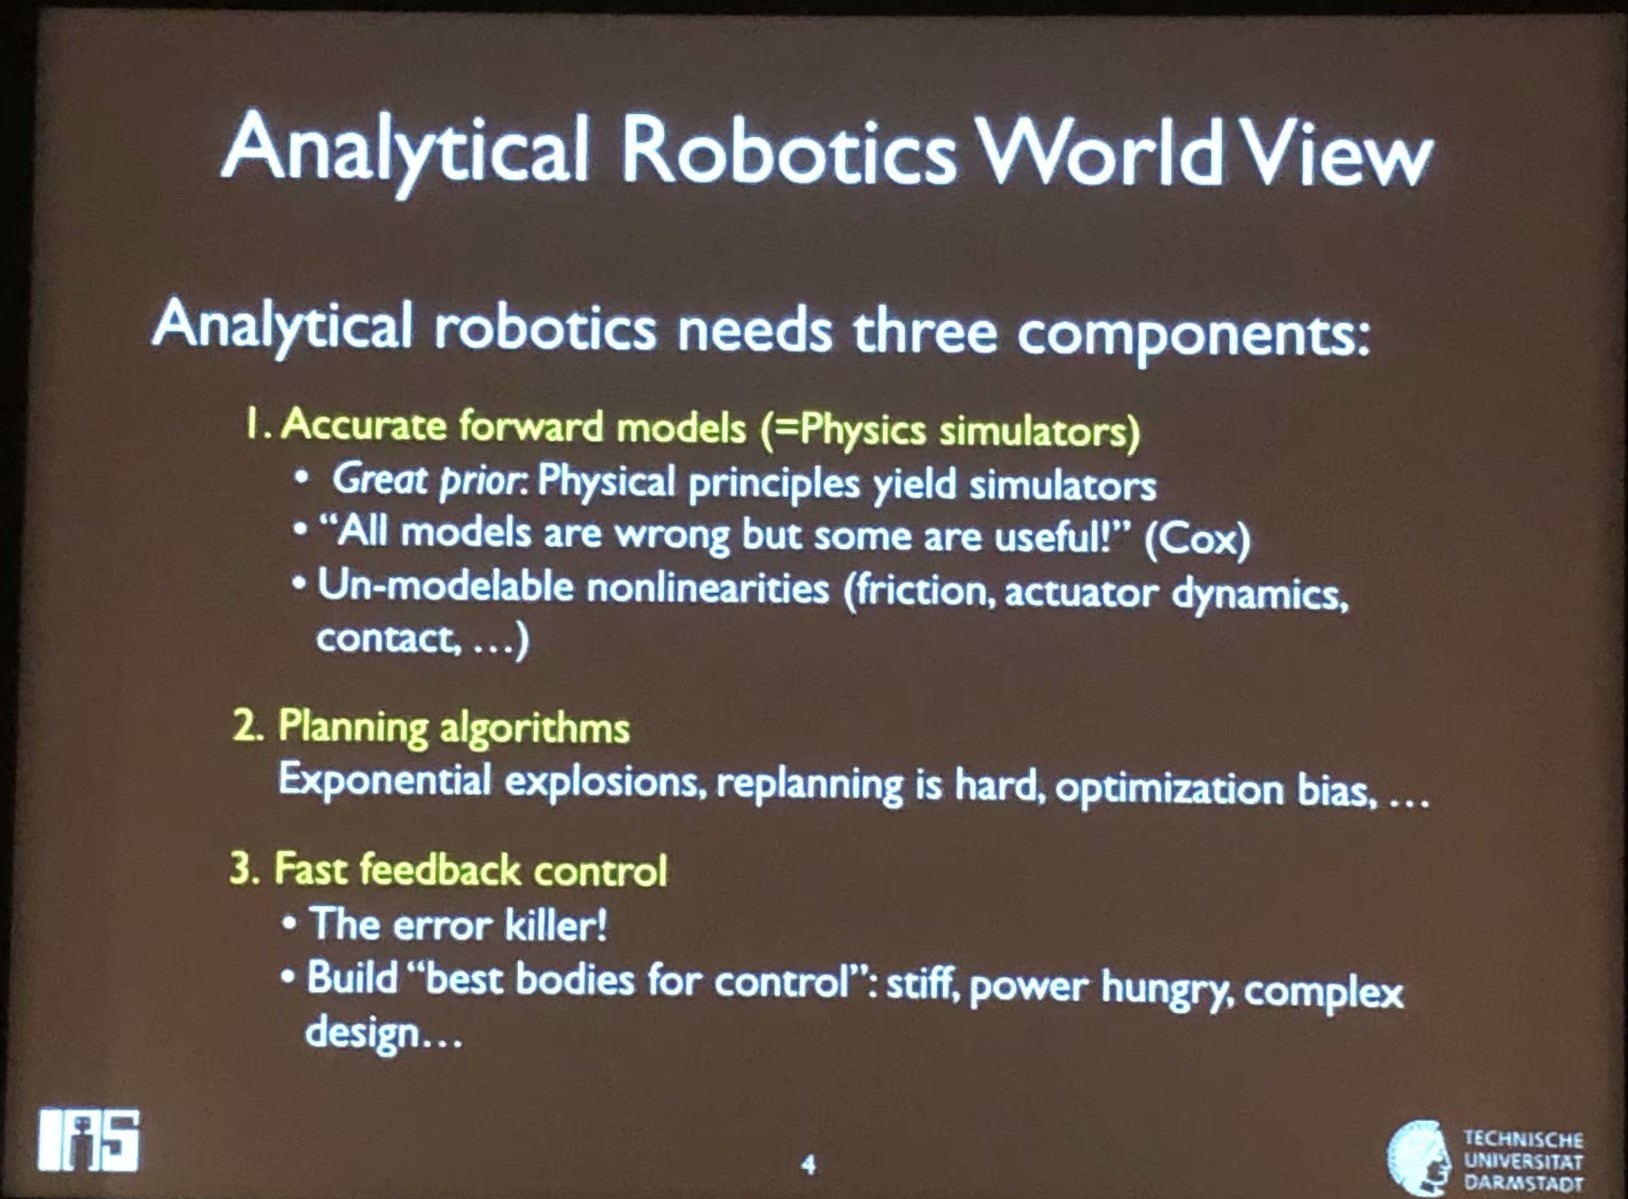 Analytical Robotics World View
Analytical robotics needs three components:
1. Accurate forward models (=Physics simulators)
• Great prior: Physical principles yield simulators
• “All models are wrong but some are useful!” (Cox)
• Un-modelable nonlinearities (friction, actuator dynamics,
contact, …)
2. Planning algorithms
Exponential explosions, replanning is hard, optimization bias, …
3. Fast feedback control
• The error killer!
• Build “best bodies for control”: stiff, power hungry, complex
design…
IAS
4
TECHNISCHE
UNIVERSITÄT
DARMSTADT